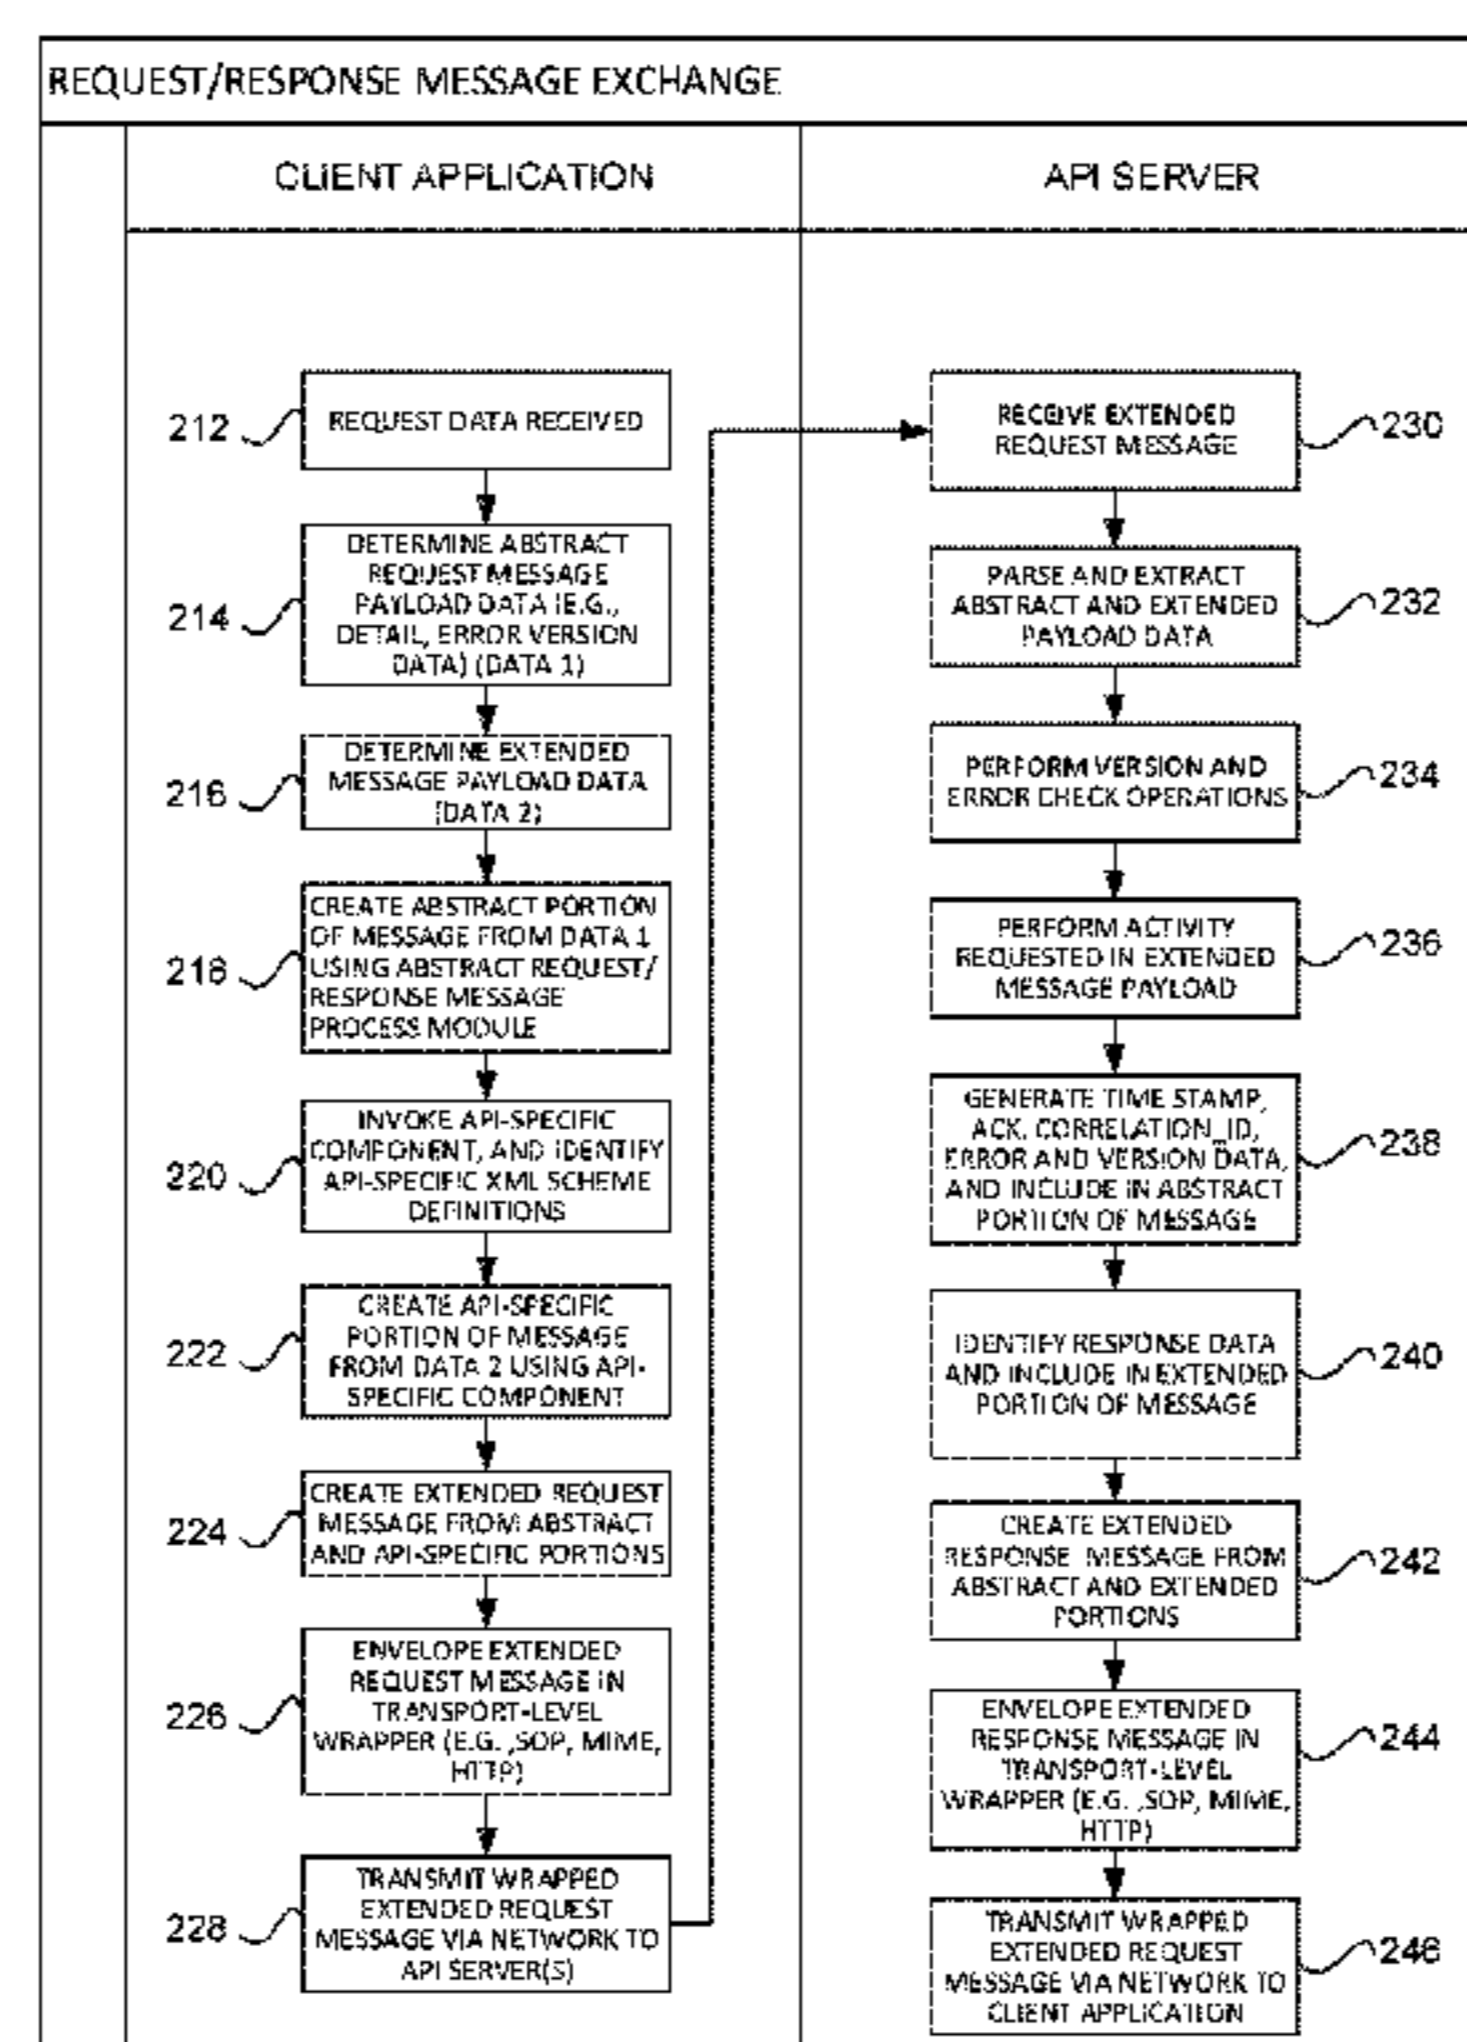 REQUEST/RESPONSE MESSAGE EXCHANGE
CLIENT APPLICATION
API SERVER
212
REQUEST DATA RECEIVED
214
DETERMINE ABSTRACT
REQUEST MESSAGE
PAYLOAD DATA (E.G.,
DETAIL, ERROR VERSION
DATA) (DATA 1)
216
DETERMINE EXTENDED
MESSAGE PAYLOAD DATA
(DATA 2)
218
CREATE ABSTRACT PORTION
OF MESSAGE FROM DATA 1
USING ABSTRACT REQUEST/
RESPONSE MESSAGE
PROCESS MODULE
220
INVOKE API-SPECIFIC
COMPONENT, AND IDENTIFY
API-SPECIFIC XML SCHEME
DEFINITIONS
222
CREATE API-SPECIFIC
PORTION OF MESSAGE
FROM DATA 2 USING API-
SPECIFIC COMPONENT
224
CREATE EXTENDED REQUEST
MESSAGE FROM ABSTRACT
AND API-SPECIFIC PORTIONS
226
ENVELOPE EXTENDED
REQUEST MESSAGE IN
TRANSPORT-LEVEL
WRAPPER (E.G. ,SOP, MIME,
HTTP)
228
TRANSMIT WRAPPED
EXTENDED REQUEST
MESSAGE VIA NETWORK TO
API SERVER(S)
RECEIVE EXTENDED
REQUEST MESSAGE
230
PARSE AND EXTRACT
ABSTRACT AND EXTENDED
PAYLOAD DATA
232
PERFORM VERSION AND
ERROR CHECK OPERATIONS
234
PERFORM ACTIVITY
REQUESTED IN EXTENDED
MESSAGE PAYLOAD
236
GENERATE TIME STAMP,
ACK, CORRELATION_ID,
ERROR AND VERSION DATA,
AND INCLUDE IN ABSTRACT
PORTION OF MESSAGE
238
IDENTIFY RESPONSE DATA
AND INCLUDE IN EXTENDED
PORTION OF MESSAGE
240
CREATE EXTENDED
RESPONSE MESSAGE FROM
ABSTRACT AND EXTENDED
PORTIONS
242
ENVELOPE EXTENDED
RESPONSE MESSAGE IN
TRANSPORT-LEVEL
WRAPPER (E.G. ,SOP, MIME,
HTTP)
244
TRANSMIT WRAPPED
EXTENDED REQUEST
MESSAGE VIA NETWORK TO
CLIENT APPLICATION
246